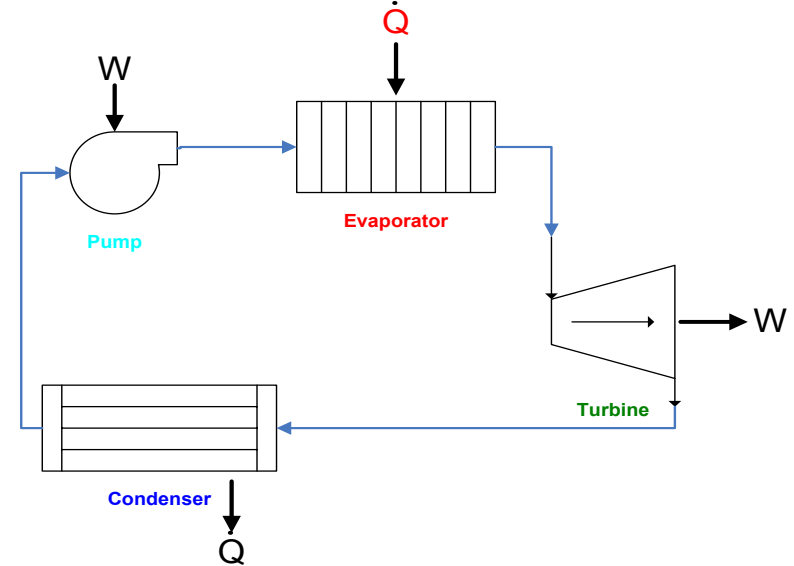 Q̇
W
Evaporator
Pump
W
Turbine
Condenser
Q̇